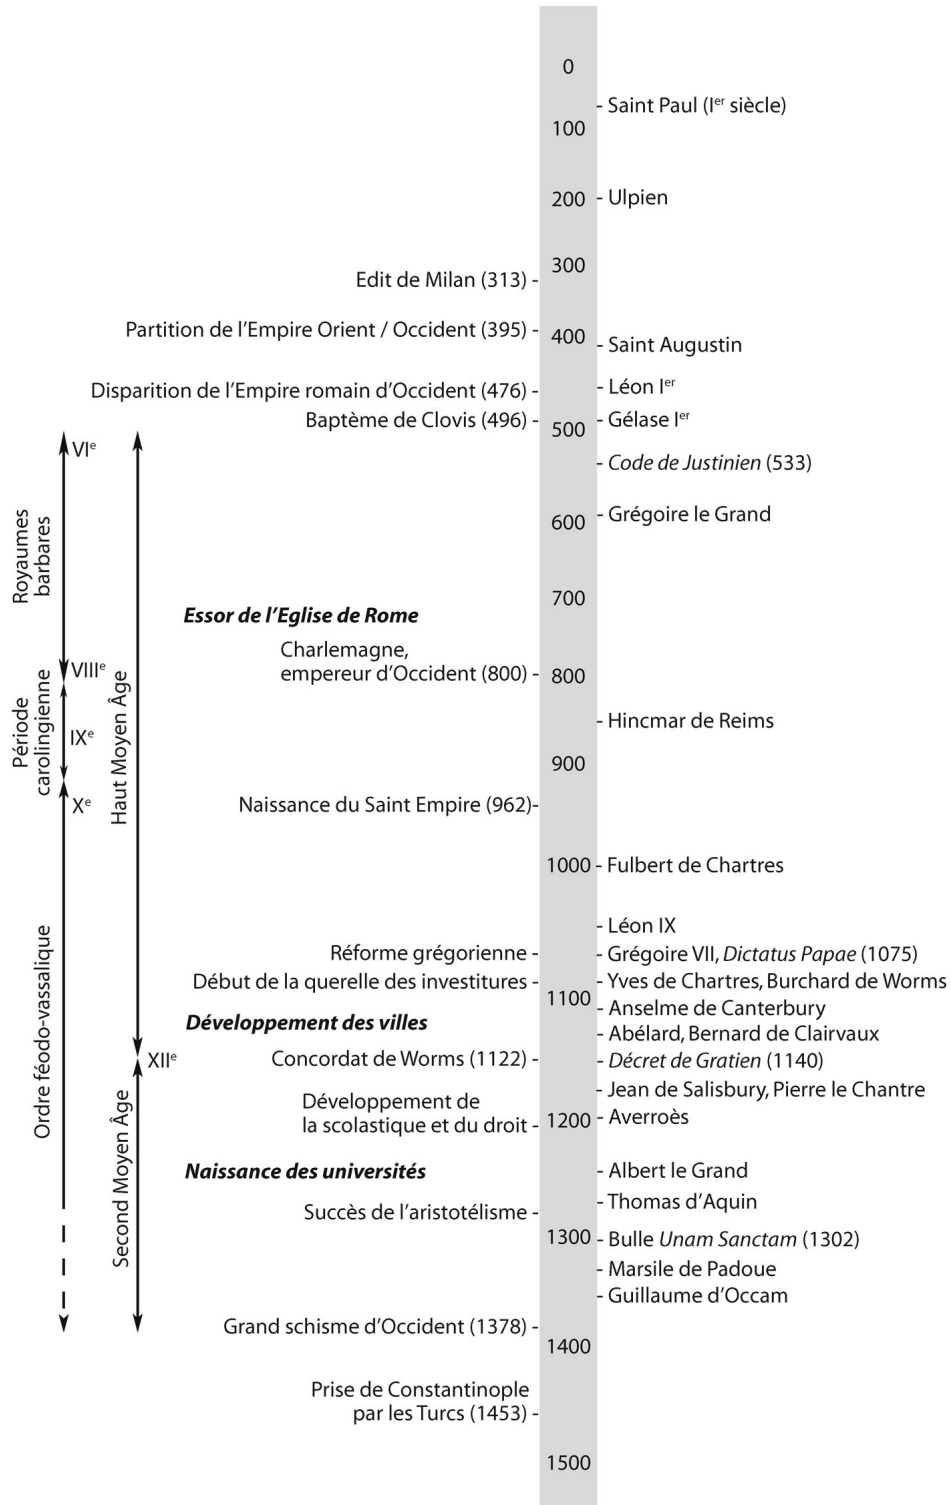 0
Saint Paul (Ier siècle)
100
200
Ulpien
300
Edit de Milan (313)
Partition de l’Empire Orient / Occident (395)
400
Saint Augustin
Disparition de l’Empire romain d’Occident (476)
Léon Ier
Baptème de Clovis (496)
Gélase Ier
500
VIe
Code de Justinien (533)
Royaumes
barbares
Grégoire le Grand
600
700
Essor de l’Eglise de Rome
Charlemagne,
empereur d’Occident (800)
VIIIe
800
Période
carolingienne
Haut Moyen Âge
Hincmar de Reims
IXe
900
Xe
Naissance du Saint Empire (962)
1000
Fulbert de Chartres
Ordre féodo-vassalique
Léon IX
Réforme grégorienne
Grégoire VII, Dictatus Papae (1075)
Début de la querelle des investitures
Yves de Chartres, Burchard de Worms
1100
Anselme de Canterbury
Développement des villes
Abélard, Bernard de Clairvaux
XIIe
Concordat de Worms (1122)
Décret de Gratien (1140)
Jean de Salisbury, Pierre le Chantre
Développement de
la scolastique et du droit
1200
Averroès
Second Moyen Âge
Naissance des universités
Albert le Grand
Thomas d’Aquin
Succès de l’aristotélisme
1300
Bulle Unam Sanctam (1302)
Marsile de Padoue
Guillaume d’Occam
Grand schisme d’Occident (1378)
1400
Prise de Constantinople
par les Turcs (1453)
1500